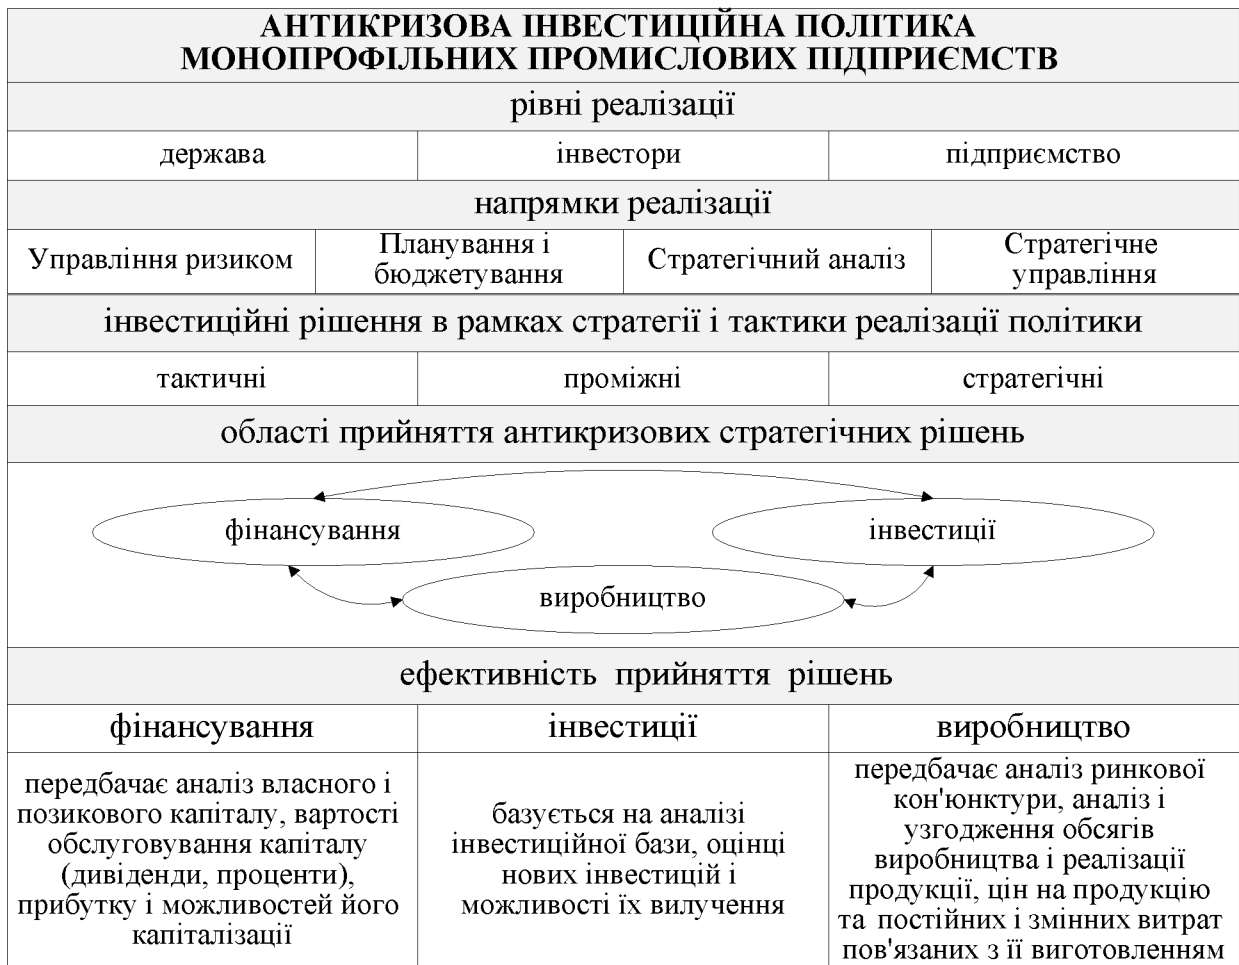 АНТИКРИЗОВА ІНВЕСТИЦІЙНА ПОЛІТИКА
МОНОПРОФІЛЬНИХ ПРОМИСЛОВИХ ПІДПРИЄМСТВ
рівні реалізації
держава
інвестори
підприємство
напрямки реалізації
Управління ризиком
Планування і
бюджетування
Стратегічний аналіз
Стратегічне
управління
інвестиційні рішення в рамках стратегії і тактики реалізації політики
тактичні
проміжні
стратегічні
області прийняття антикризових стратегічних рішень
фінансування
інвестиції
виробництво
ефективність прийняття рішень
фінансування
інвестиції
виробництво
передбачає аналіз власного і
позикового капіталу, вартості
обслуговування капіталу
(дивіденди, проценти),
прибутку і можливостей його
капіталізації
базується на аналізі
інвестиційної бази, оцінці
нових інвестицій і
можливості їх вилучення
передбачає аналіз ринкової
кон'юнктури, аналіз і
узгодження обсягів
виробництва і реалізації
продукції, цін на продукцію
та постійних і змінних витрат
пов'язаних з її виготовленням